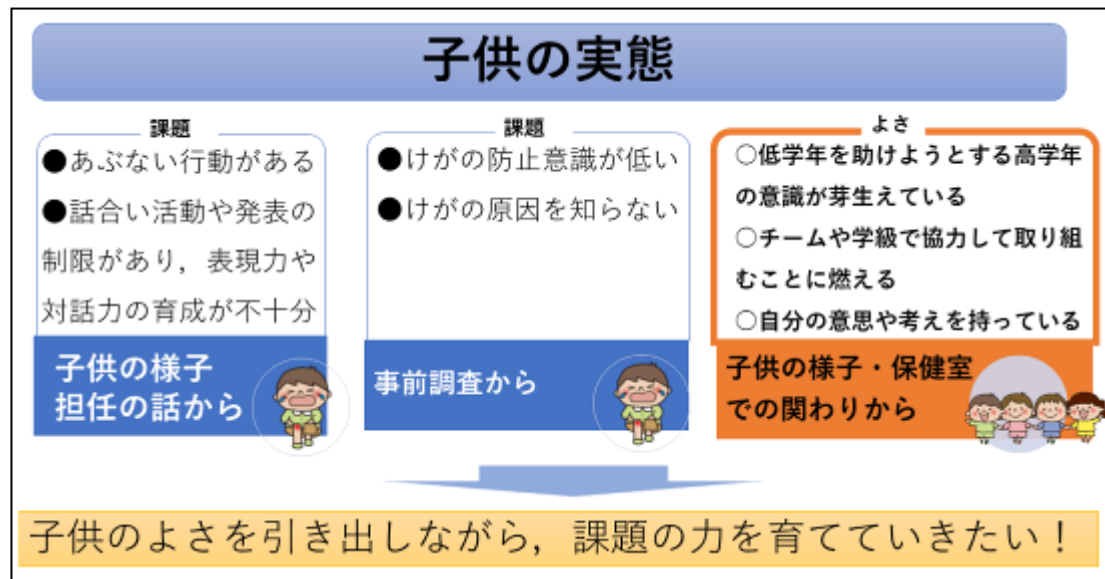 子供の実態
課題
●あぶない行動がある
●話合い活動や発表の
制限があり，表現力や
対話力の育成が不十分
子供の様子
担任の話から
課題
●けがの防止意識が低い
●けがの原因を知らない
事前調査から
よさ
○低学年を助けようとする高学年
の意識が芽生えている
○チームや学級で協力して取り組
むことに燃える
○自分の意思や考えを持っている
子供の様子・保健室
での関わりから
子供のよさを引き出しながら，課題の力を育てていきたい！